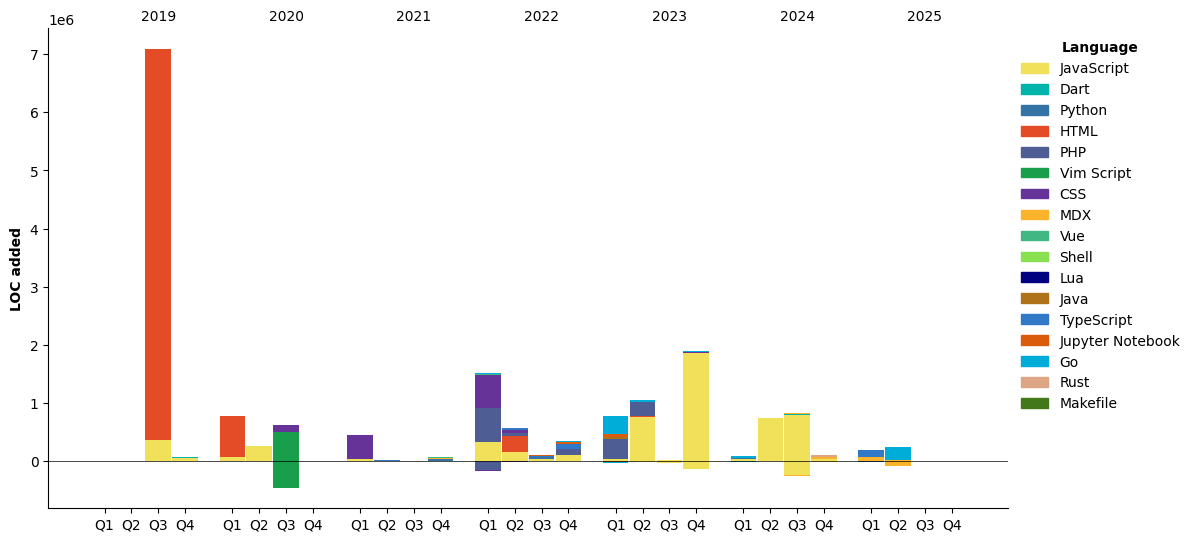 1e6
2019 2020 2021 2022 2023 2024 2025
7
6
5
4
3
2
1
0
LOC added
Q1 Q2 Q3 Q4 Q1 Q2 Q3 Q4 Q1 Q2 Q3 Q4 Q1 Q2 Q3 Q4 Q1 Q2 Q3 Q4 Q1 Q2 Q3 Q4 Q1 Q2 Q3 Q4
Language
JavaScript
Dart
Python
HTML
PHP
Vim Script
CSS
MDX
Vue
Shell
Lua
Java
TypeScript
Jupyter Notebook
Go
Rust
Makefile